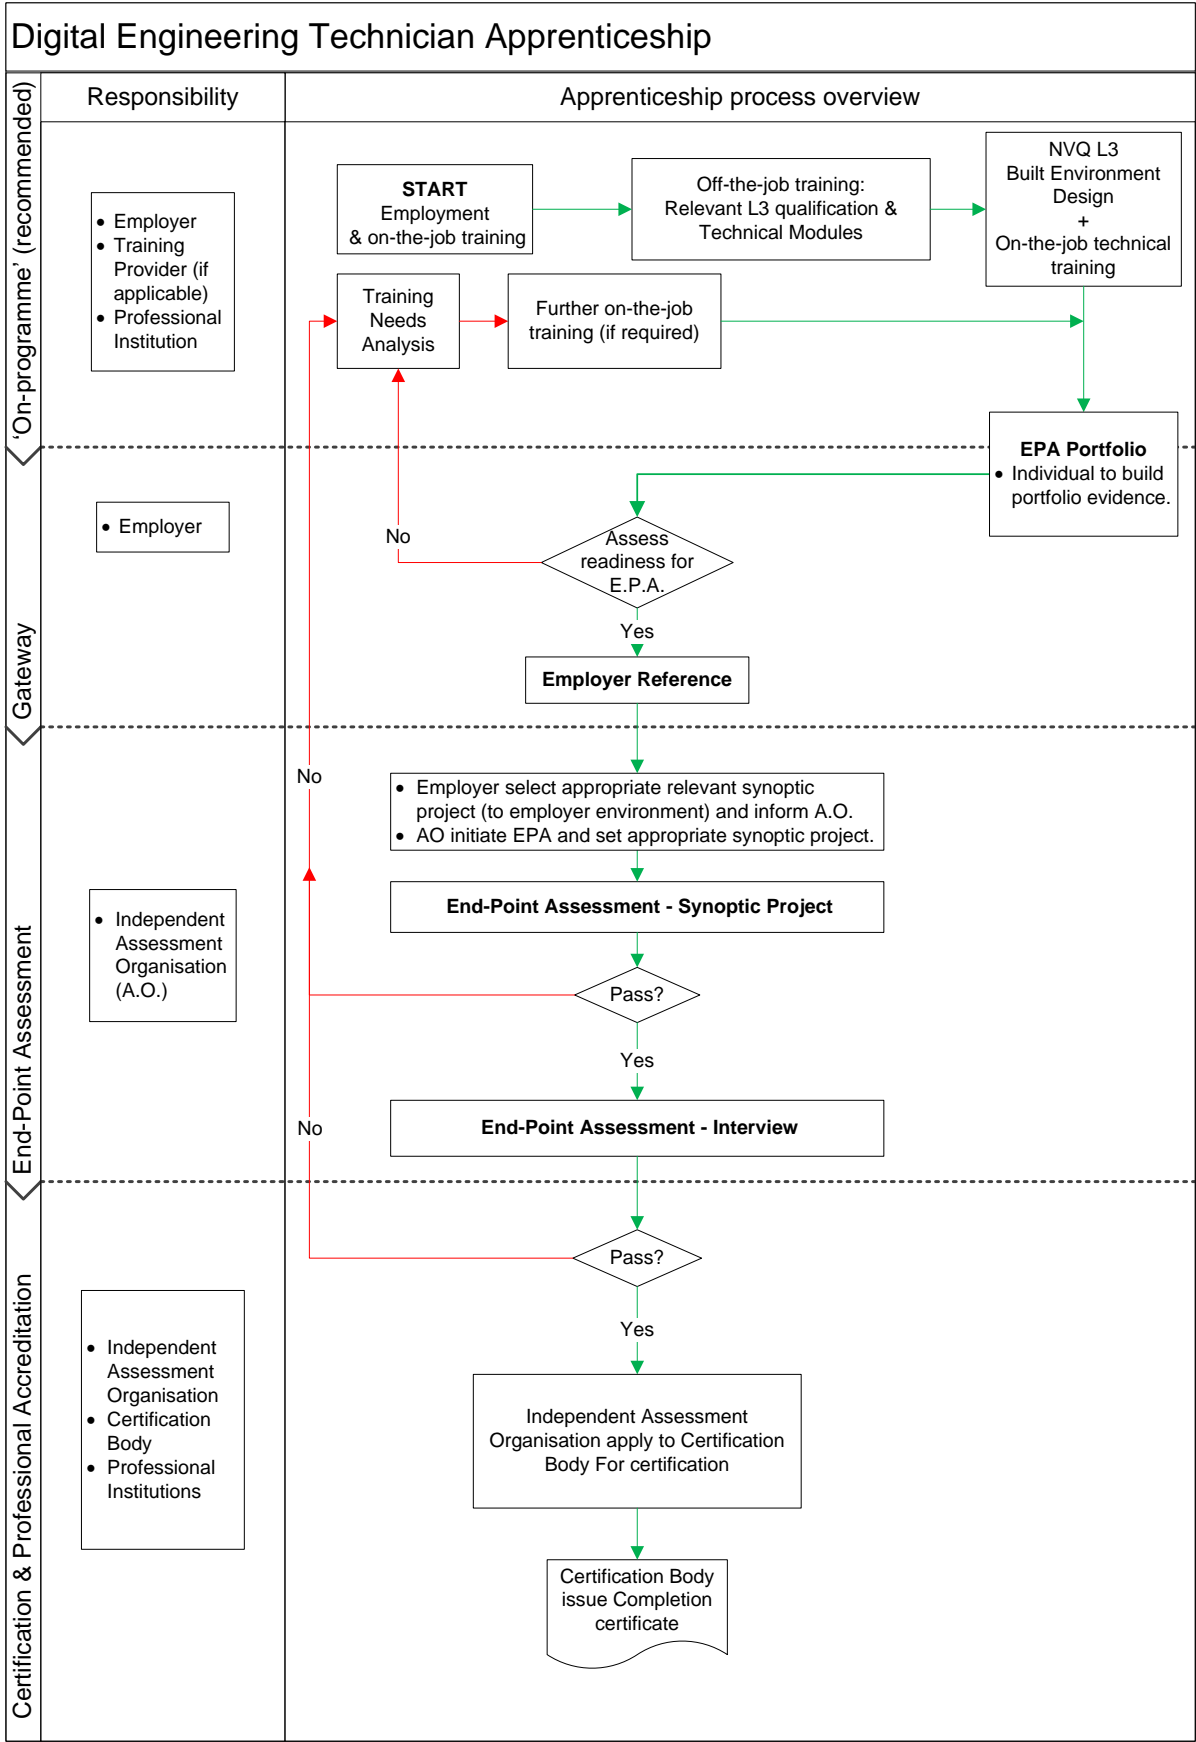 Digital Engineering Technician Apprenticeship
'On-programme' (recommended)
Responsibility
Apprenticeship process overview
• Employer
• Training
Provider (if
applicable)
• Professional
Institution
START
Employment
& on-the-job training
Off-the-job training:
Relevant L3 qualification &
Technical Modules
NVQ L3
Built Environment
Design
+
On-the-job technical
training
Training
Needs
Analysis
Further on-the-job
training (if required)
EPA Portfolio
• Individual to build
portfolio evidence.
Gateway
• Employer
No
Assess
readiness for
E.P.A.
Yes
Employer Reference
End-Point Assessment
• Independent
Assessment
Organisation
(A.O.)
No
• Employer select appropriate relevant synoptic
project (to employer environment) and inform A.O.
• AO initiate EPA and set appropriate synoptic project.
End-Point Assessment - Synoptic Project
Pass?
Yes
No
End-Point Assessment - Interview
Certification & Professional Accreditation
• Independent
Assessment
Organisation
• Certification
Body
• Professional
Institutions
Pass?
Yes
Independent Assessment
Organisation apply to Certification
Body For certification
Certification Body
issue Completion
certificate